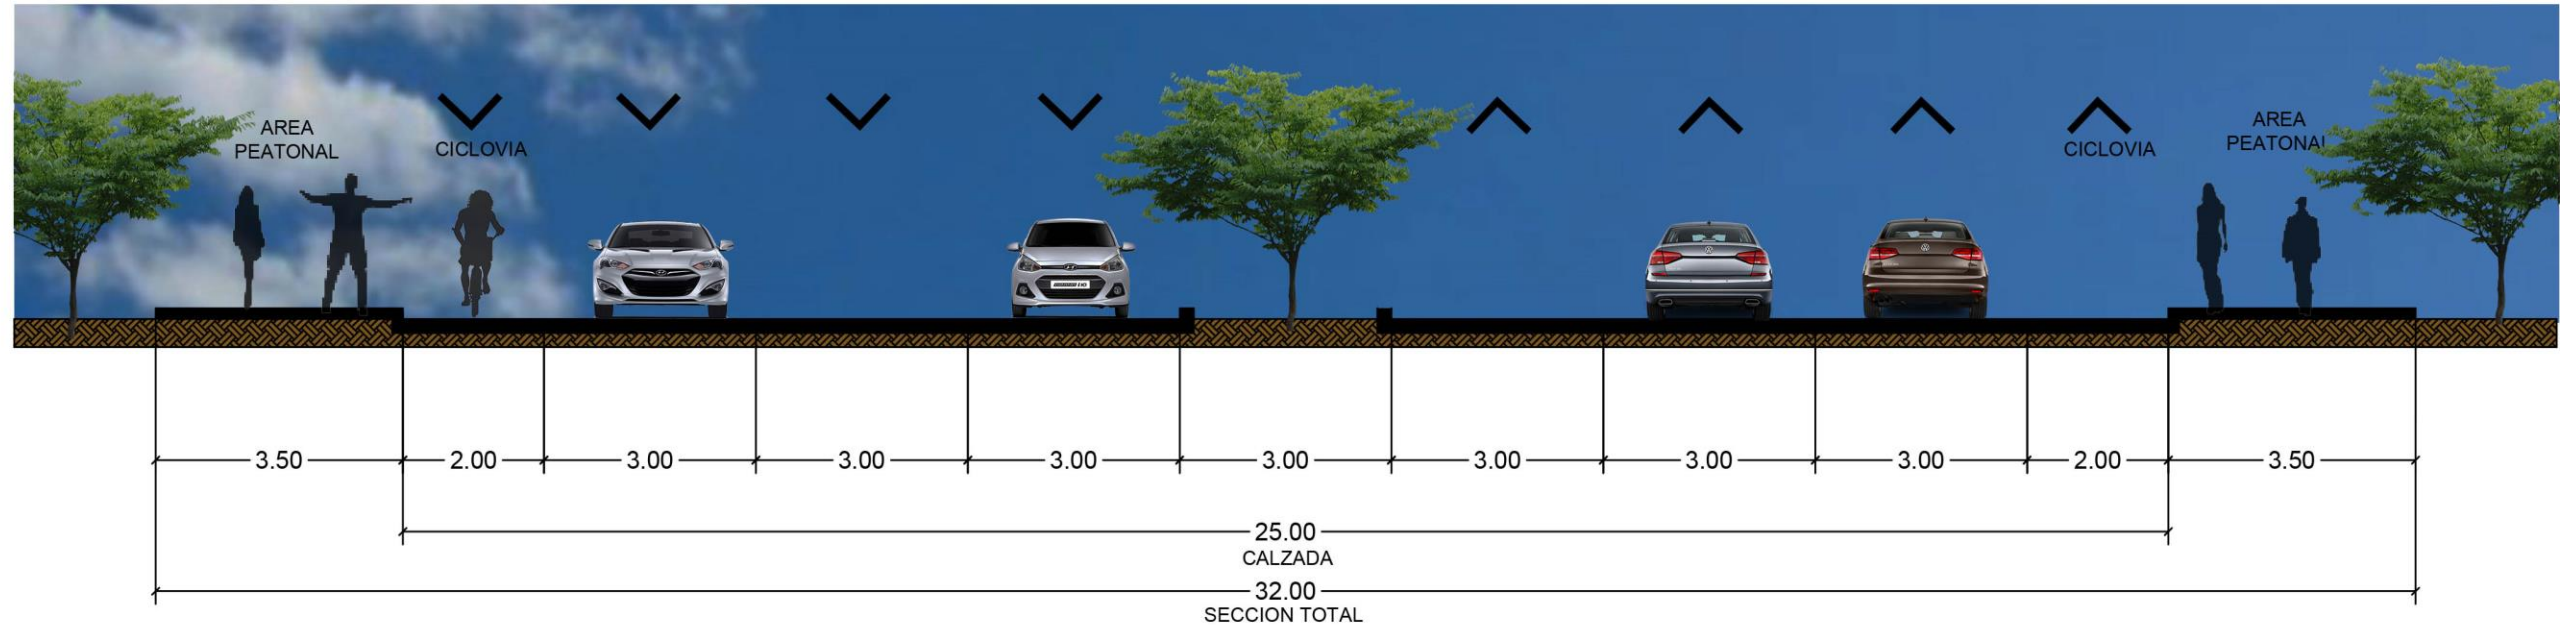 AREA
PEATONAL
CICLOVIA
CICLOVIA
AREA
PEATONAL
3.50
2.00
3.00
3.00
3.00
3.00
3.00
3.00
3.00
2.00
3.50
25.00
CALZADA
32.00
SECCION TOTAL